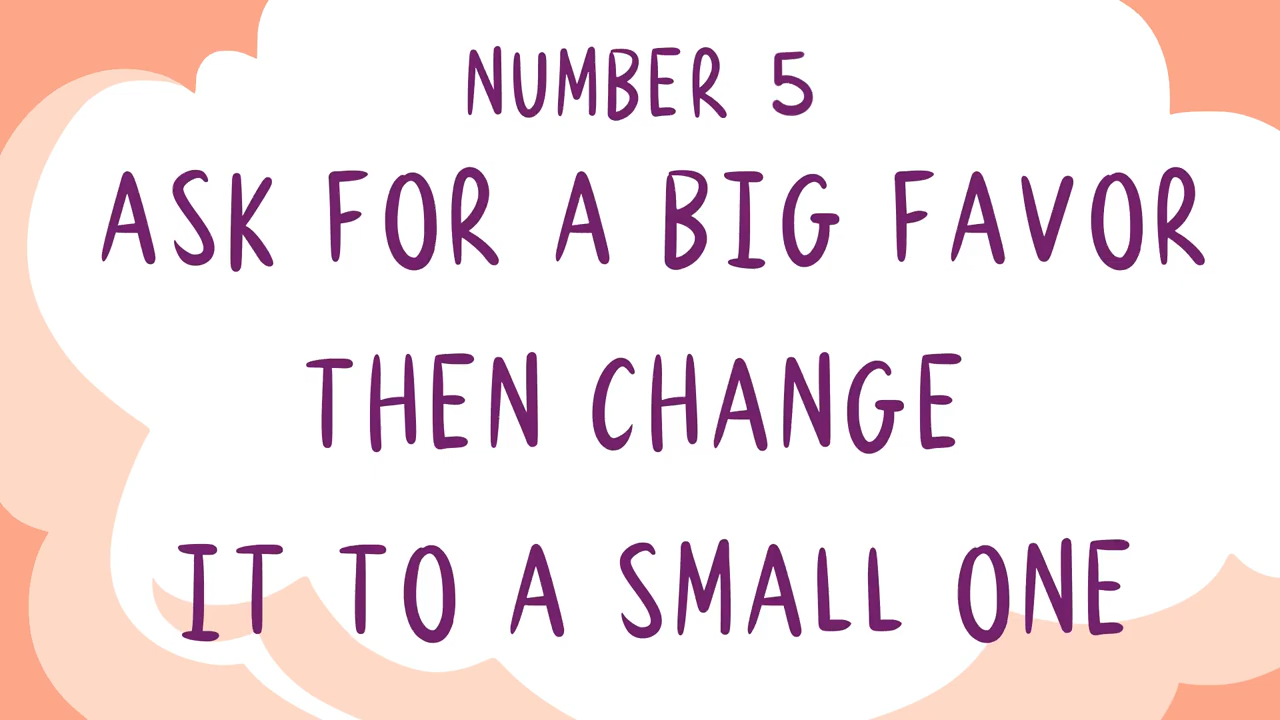 NUMBER 5
ASK FOR A BIG FAVOR
THEN CHANGE
IT TO A SMALL ONE